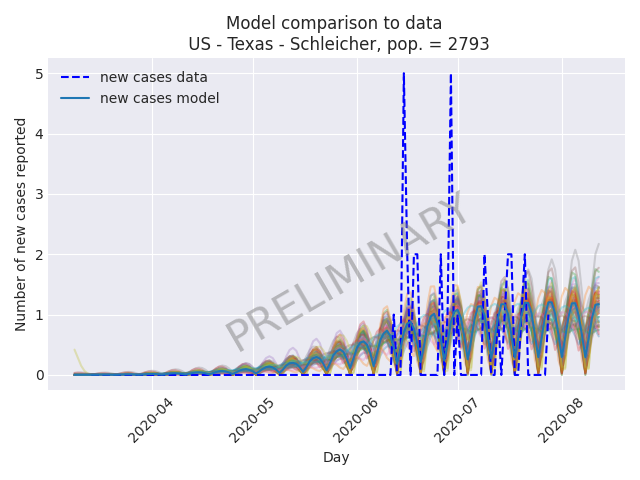 Model comparison to data
US - Texas - Schleicher, pop. = 2793
new cases data
new cases model
Number of new cases reported
5
4
3
2
1
0
PRELIMINARY
2020-04
2020-05
2020-06
2020-07
2020-08
Day